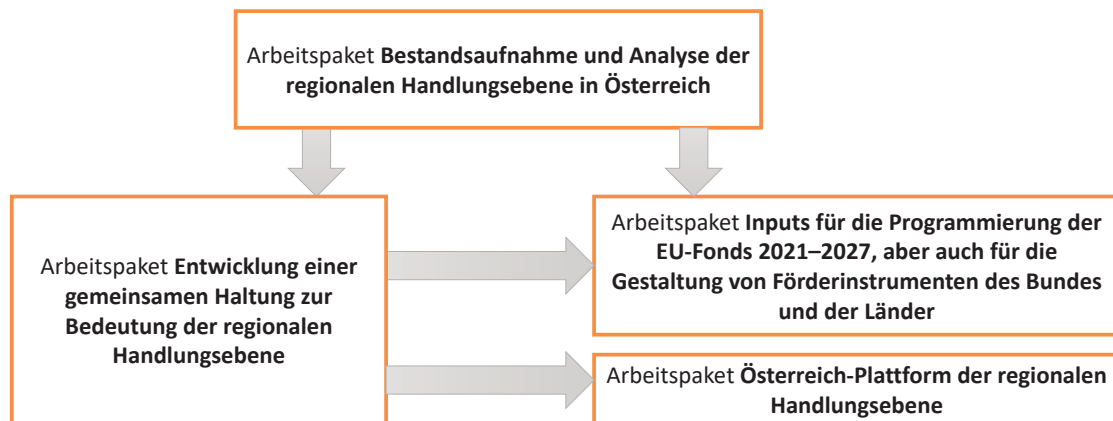 Arbeitspaket Bestandsaufnahme und Analyse der
regionalen Handlungsebene in Österreich
Arbeitspaket Entwicklung einer
gemeinsamen Haltung zur
Bedeutung der regionalen
Handlungsebene
Arbeitspaket Inputs für die Programmierung der
EU-Fonds 2021–2027, aber auch für die
Gestaltung von Förderinstrumenten des Bundes
und der Länder
Arbeitspaket Österreich-Plattform der regionalen
Handlungsebene